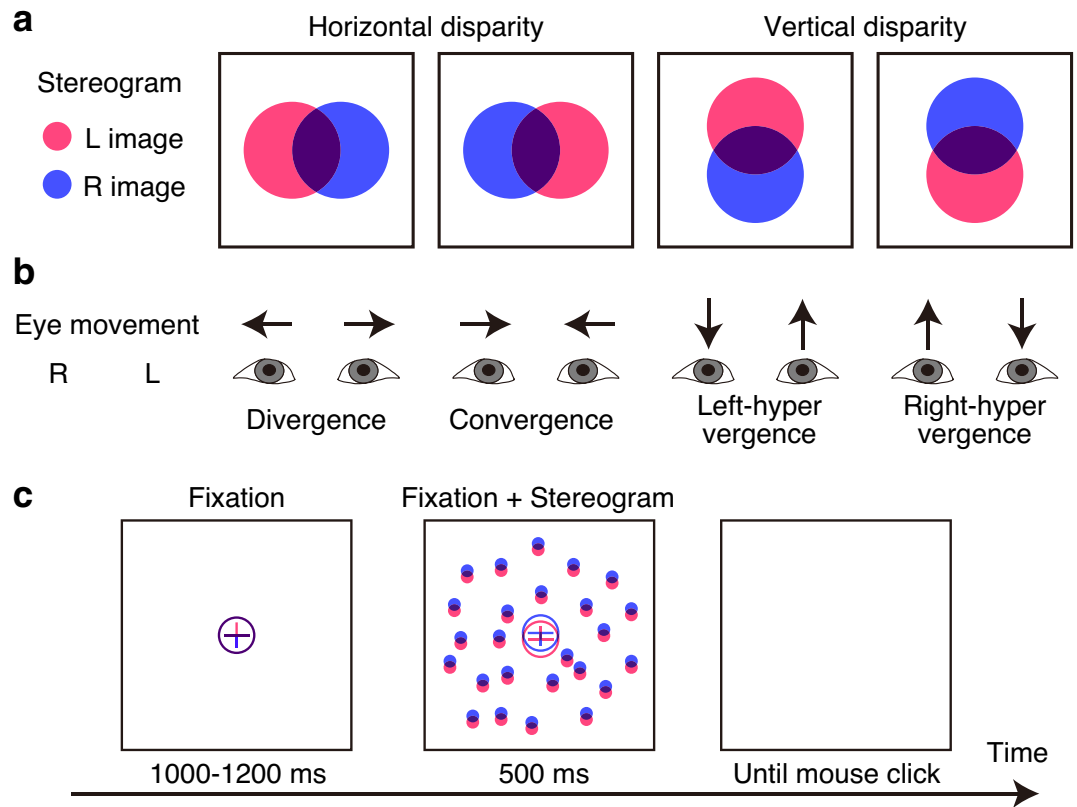 a
Horizontal disparity
Vertical disparity
Stereogram
L image
R image
b
Eye movement
R L
Divergence
Convergence
Left-hyper
vergence
Right-hyper
vergence
c
Fixation
Fixation + Stereogram
1000-1200 ms
500 ms
Until mouse click
Time